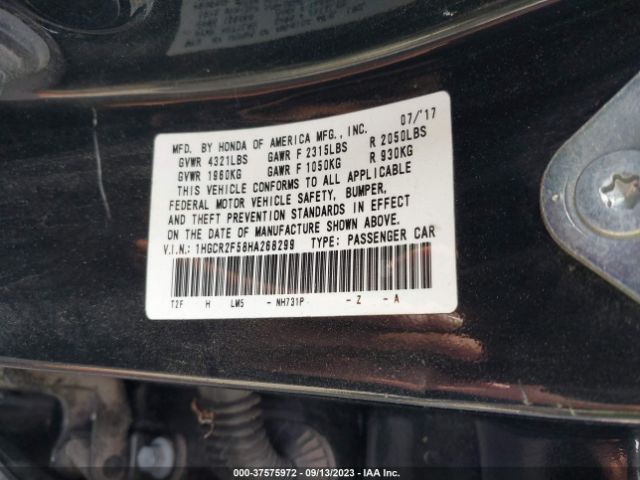 MFD. BY HONDA OF AMERICA MFG., INC. 07/'17
GVWR 4321LBS GAWR F 2315LBS R 2050LBS
GVWR 1960KG GAWR F 1050KG R 930KG
THIS VEHICLE CONFORMS TO ALL APPLICABLE
FEDERAL MOTOR VEHICLE SAFETY, BUMPER,
AND THEFT PREVENTION STANDARDS IN EFFECT
ON THE DATE OF MANUFACTURE SHOWN ABOVE.
V.I.N.: 1HGCR2F58HA268299 TYPE: PASSENGER CAR
T2F H LW5 - NH731P - Z - A
000-37575972 - 09/13/2023 - IAA Inc.